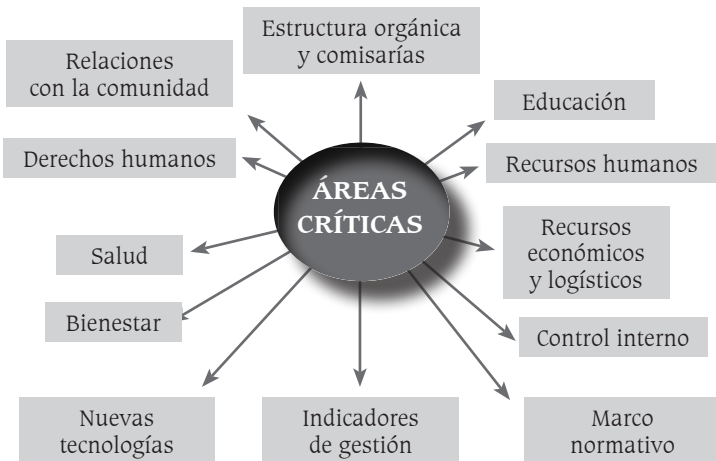 Estructura orgánica
y comisarías
Relaciones
con la comunidad
Educación
Derechos humanos
Recursos humanos
ÁREAS
CRÍTICAS
Recursos
económicos
y logísticos
Salud
Bienestar
Control interno
Nuevas
tecnologías
Indicadores
de gestión
Marco
normativo